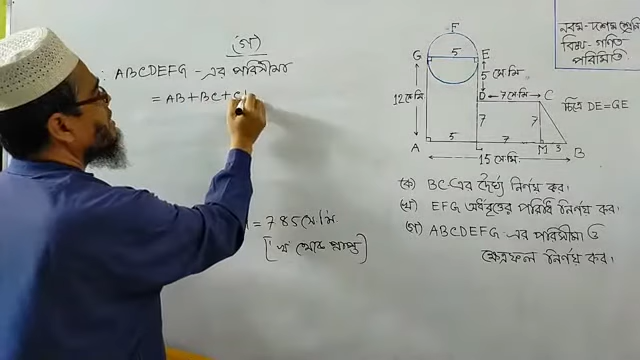 (গ)
ABCDEFG - এর পরিসীমা
= AB+BC+C
= 7.85 সে.মি.
['খ' থেকে প্রাপ্ত]
নবম-দশম শ্রেণি
বিষয়-গণিত
পরিমিতি
F
G 5 E
5 সে.মি
12 সে.মি D 7 সে.মি C
7 7
A 5 L 7 M 3 B
15 সে.মি.
চিত্রে DE=GE
(ক) BC এর দৈর্ঘ্য নির্ণয় কর।
(খ) EFG অর্ধবৃত্তের পরিধি নির্ণয় কর।
(গ) ABCDEFG -এর পরিসীমা ও
ক্ষেত্রফল নির্ণয় কর।